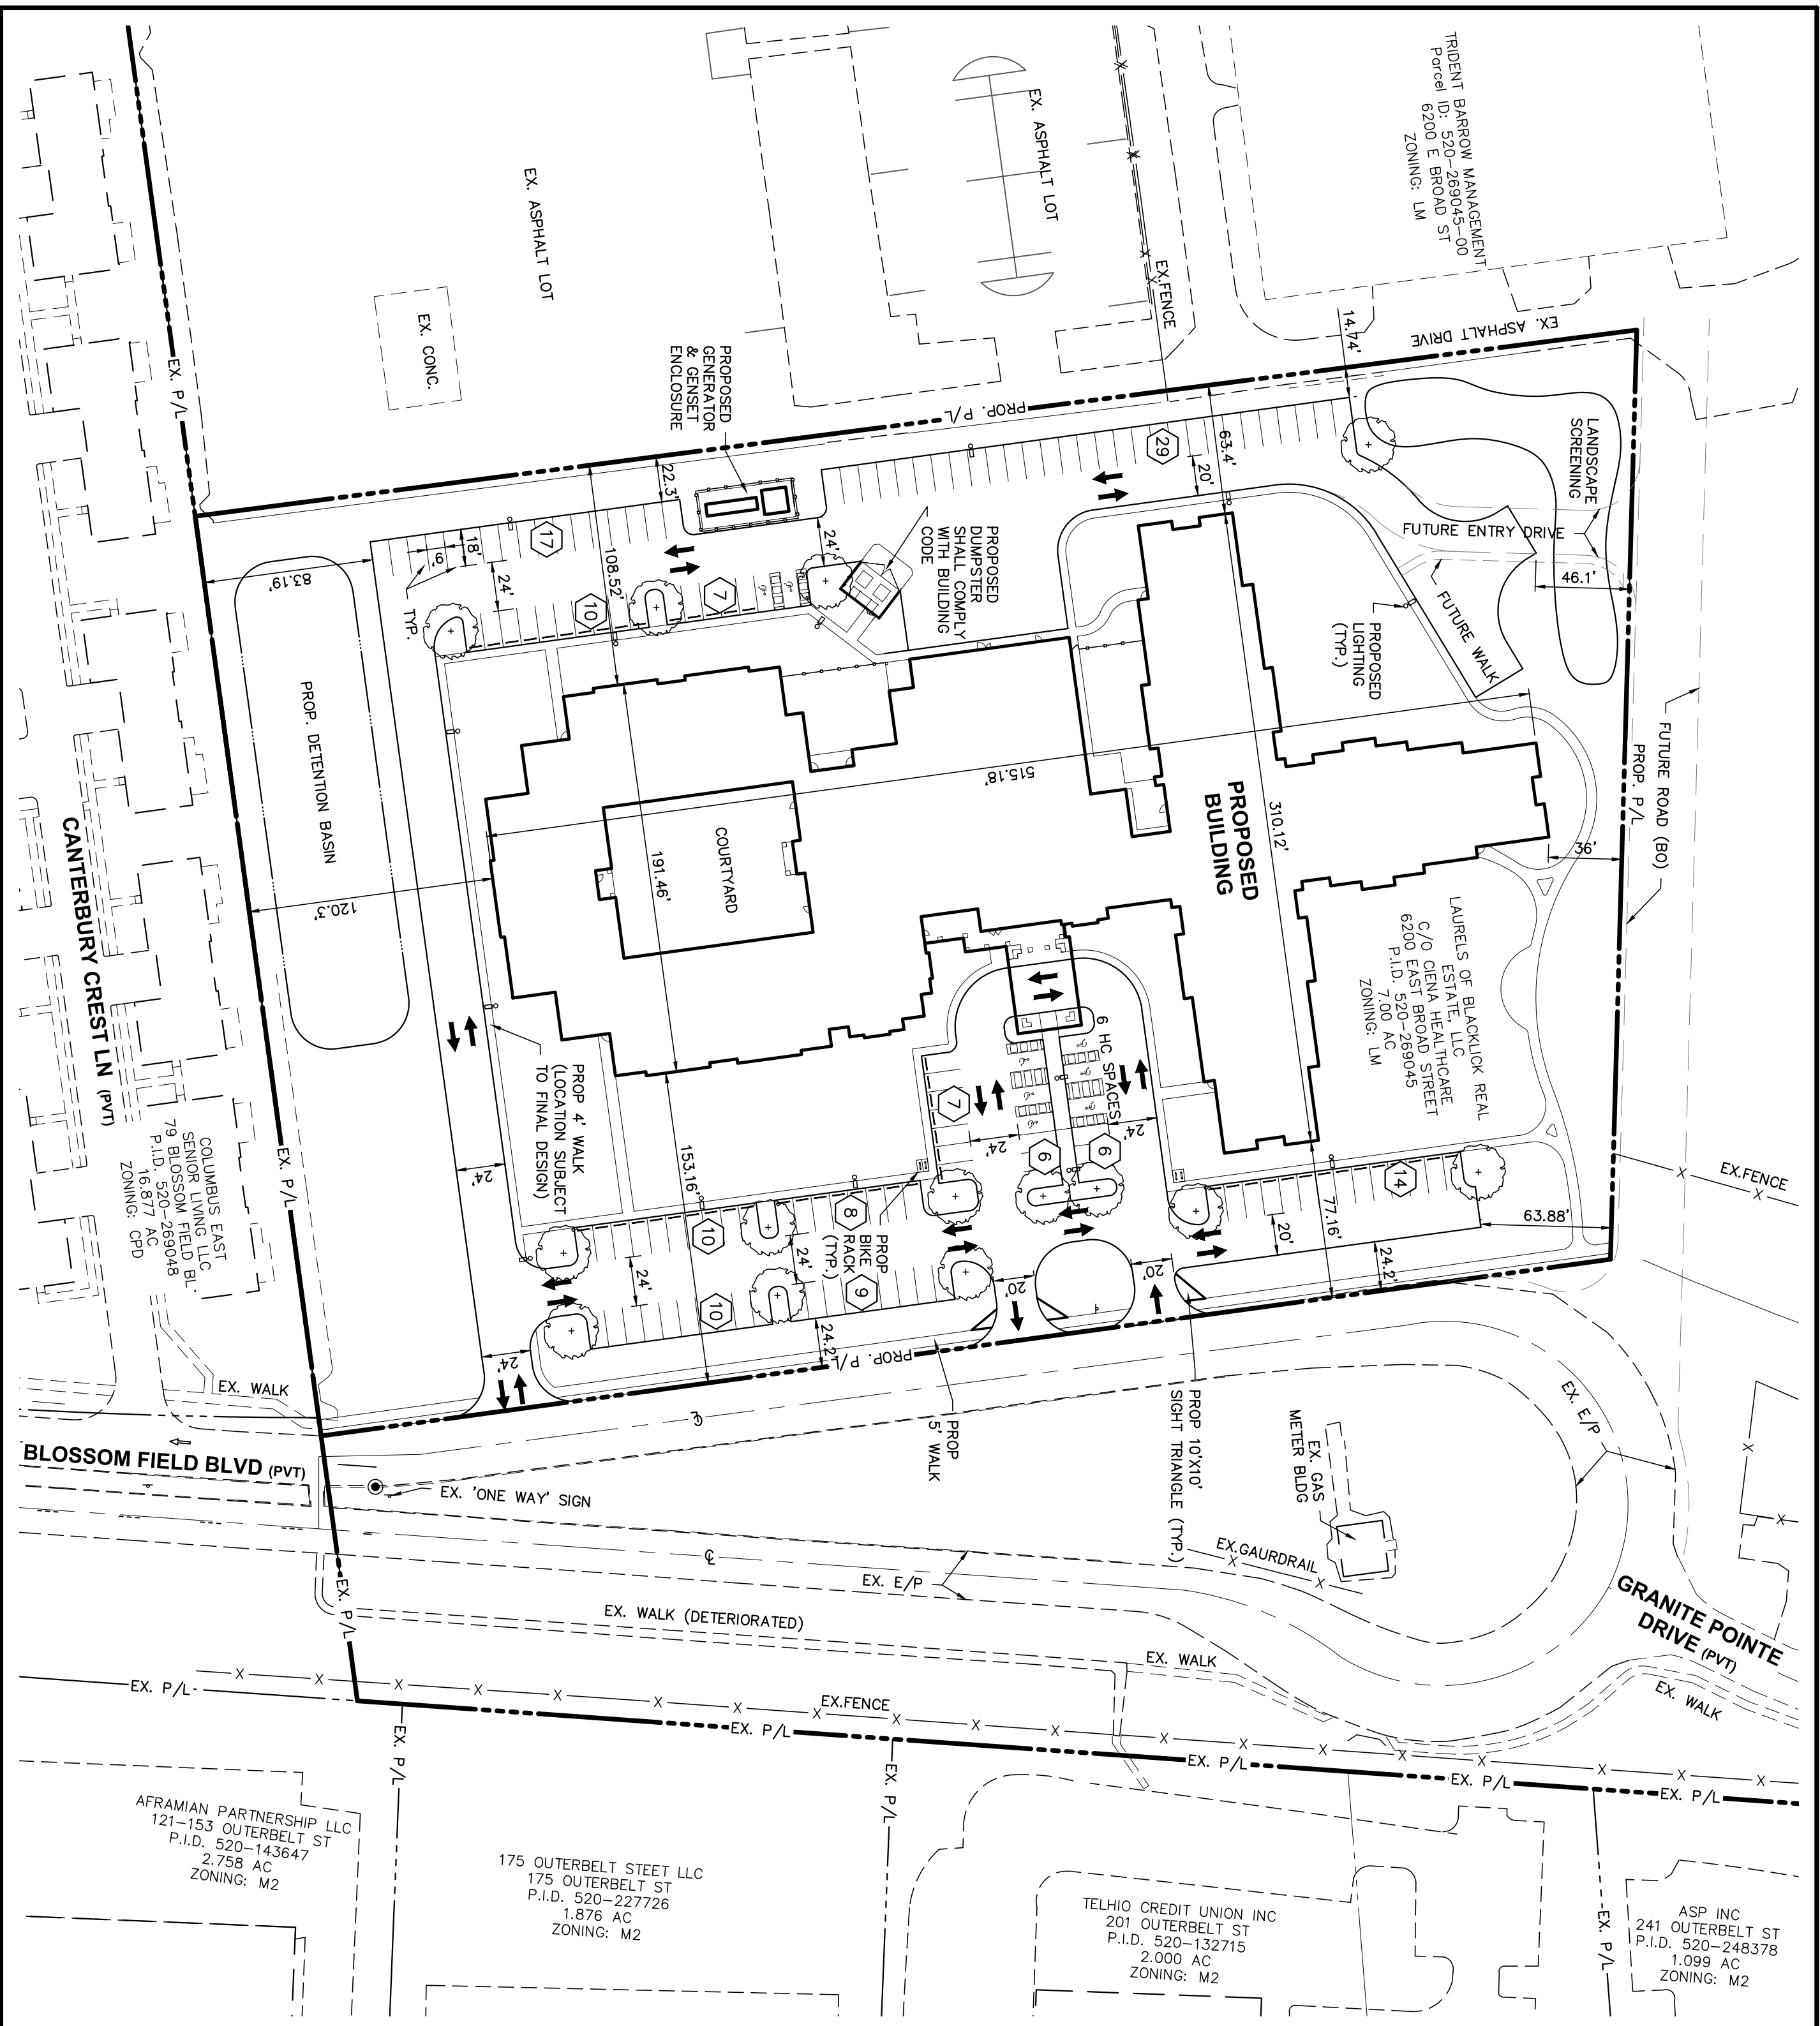 TRIDENT BARROW MANAGEMENT
Parcel ID: 520-269045-00
6200 E BROAD ST
ZONING: LM
EX. ASPHALT LOT
EX. ASPHALT LOT
EX. CONC.
EX.FENCE
EX. ASPHALT DRIVE
14.74'
PROPOSED
GENERATOR
& GENSET
ENCLOSURE
PROP. P/L
EX. P/L
LANDSCAPE
SCREENING
FUTURE ENTRY DRIVE
46.1'
FUTURE WALK
PROPOSED
LIGHTING
(TYP.)
FUTURE ROAD (BO)
PROP. P/L
29
63.4'
20'
22.3'
24'
PROPOSED
DUMPSTER
SHALL COMPLY
WITH BUILDING
CODE
17
108.52'
18'
9'
24'
TYP.
10
7
83.19'
PROP. DETENTION BASIN
120.3'
515.18'
PROPOSED
BUILDING
310.12'
COURTYARD
191.46'
36'
LAURELS OF BLACKLICK REAL
ESTATE, LLC
C/O CIENA HEALTHCARE
6200 EAST BROAD STREET
P.I.D. 520-269045
7.00 AC
ZONING: LM
6 HC SPACES
7
24'
24'
6
6
14
20'
77.16'
63.88'
24.2'
PROP 4' WALK
(LOCATION SUBJECT
TO FINAL DESIGN)
153.16'
24'
10
8
PROP
BIKE
RACK
(TYP.)
24'
24'
10
9
20'
20'
24.2'
24'
PROP. P/L
EX. P/L
EX.FENCE
CANTERBURY CREST LN (PVT)
COLUMBUS EAST
SENIOR LIVING LLC
79 BLOSSOM FIELD BL
P.I.D. 520-269048
16.877 AC
ZONING: CPD
EX. WALK
BLOSSOM FIELD BLVD (PVT)
EX. 'ONE WAY' SIGN
PROP
5' WALK
PROP 10'X10'
SIGHT TRIANGLE (TYP.)
EX. GAS
METER BLDG
EX. E/P
EX.GAURDRAIL
EX. E/P
GRANITE POINTE
DRIVE (PVT)
EX. P/L
EX. WALK (DETERIORATED)
EX. WALK
EX. WALK
EX. P/L
EX.FENCE
EX. P/L
EX. P/L
EX. P/L
EX. P/L
EX. P/L
EX. P/L
EX. P/L
AFRAMIAN PARTNERSHIP LLC
121-153 OUTERBELT ST
P.I.D. 520-143647
2.758 AC
ZONING: M2
175 OUTERBELT STEET LLC
175 OUTERBELT ST
P.I.D. 520-227726
1.876 AC
ZONING: M2
TELHIO CREDIT UNION INC
201 OUTERBELT ST
P.I.D. 520-132715
2.000 AC
ZONING: M2
ASP INC
241 OUTERBELT ST
P.I.D. 520-248378
1.099 AC
ZONING: M2